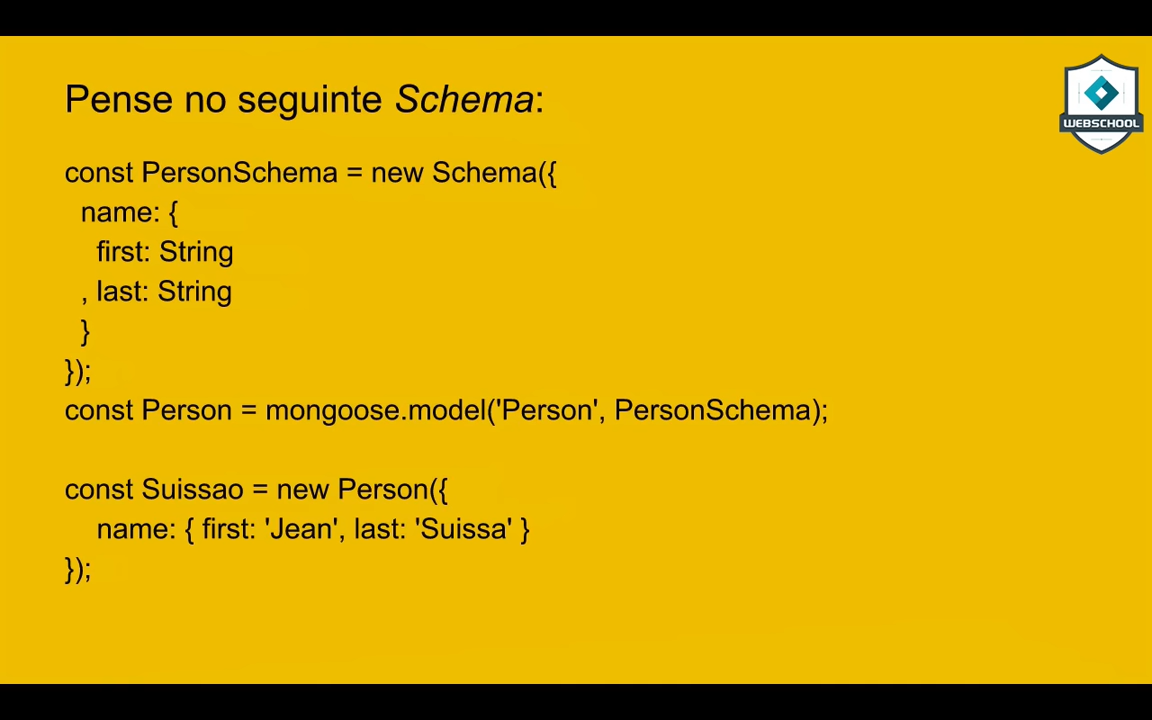 Pense no seguinte Schema:
WEBSCHOOL
const PersonSchema = new Schema({
name: {
first: String
, last: String
}
});
const Person = mongoose.model('Person', PersonSchema);
const Suissao = new Person({
name: { first: 'Jean', last: 'Suissa' }
});